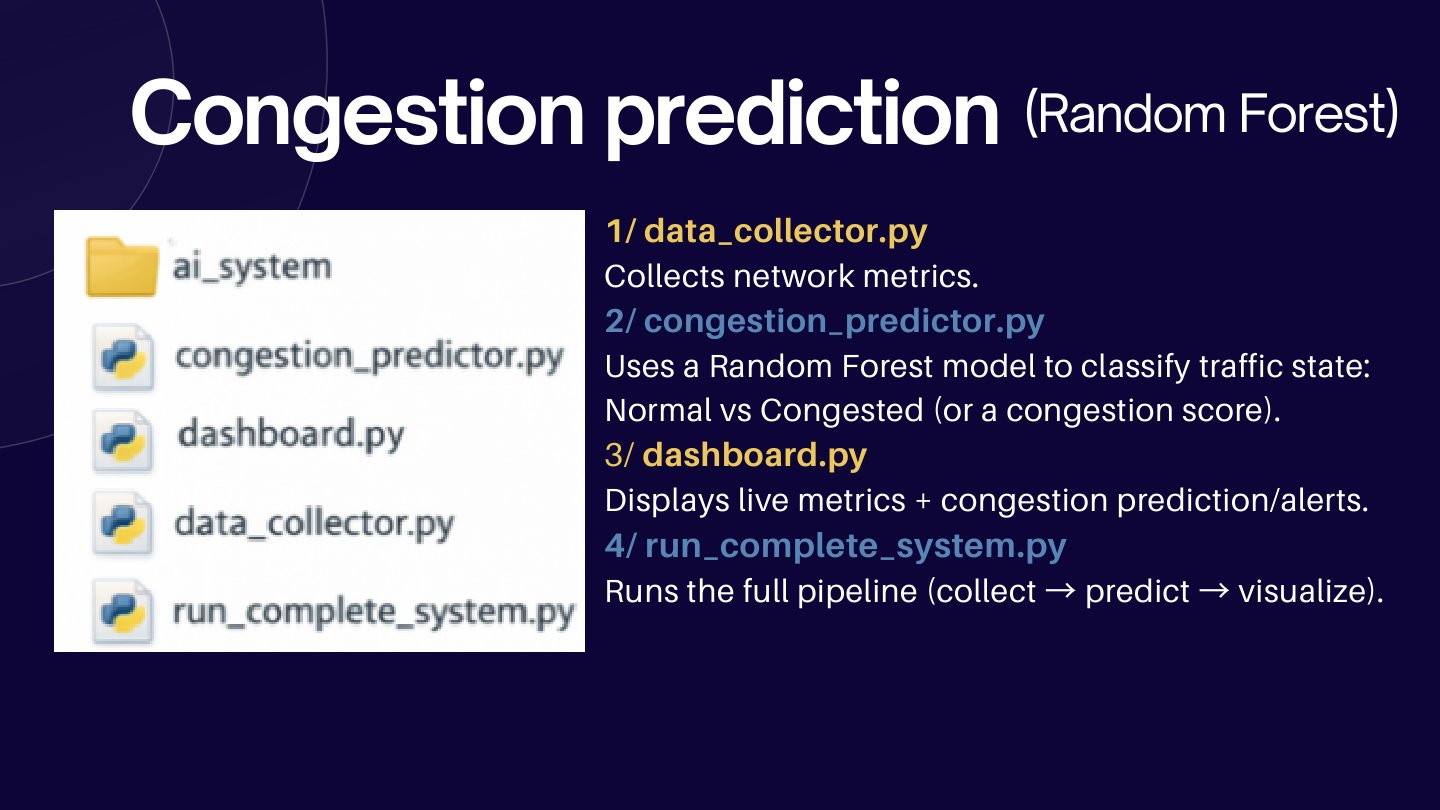 Congestion prediction (Random Forest)
ai_system
congestion_predictor.py
dashboard.py
data_collector.py
run_complete_system.py
1/ data_collector.py
Collects network metrics.
2/ congestion_predictor.py
Uses a Random Forest model to classify traffic state:
Normal vs Congested (or a congestion score).
3/ dashboard.py
Displays live metrics + congestion prediction/alerts.
4/ run_complete_system.py
Runs the full pipeline (collect → predict → visualize).